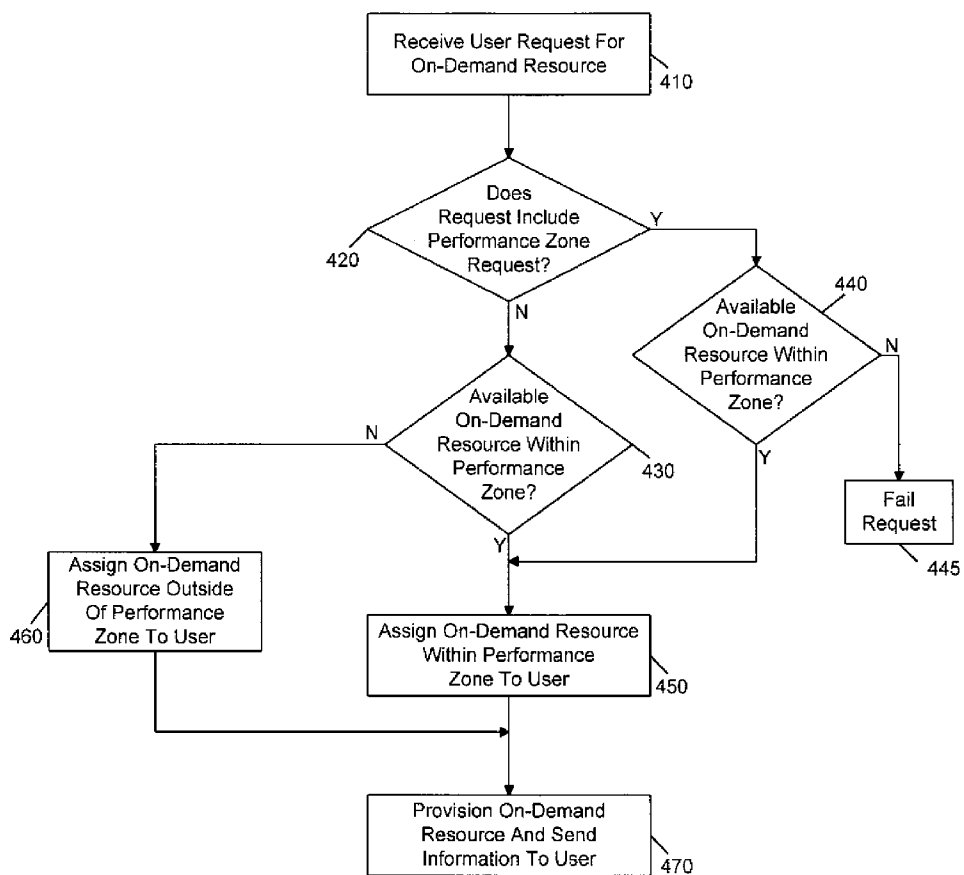 Receive User Request For
On-Demand Resource
410
Does
Request Include
Performance Zone
Request?
420
Y
N
440
Available
On-Demand
Resource Within
Performance
Zone?
N
Y
Available
On-Demand
Resource Within
Performance
Zone?
N
430
Y
Fail
Request
445
Assign On-Demand
Resource Outside
Of Performance
Zone To User
460
Assign On-Demand Resource
Within Performance
Zone To User
450
Provision On-Demand
Resource And Send
Information To User
470